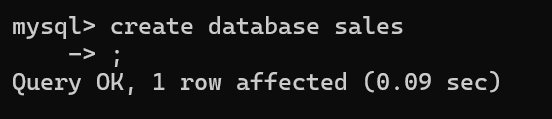 mysql> create database sales
    -> ;
Query OK, 1 row affected (0.09 sec)